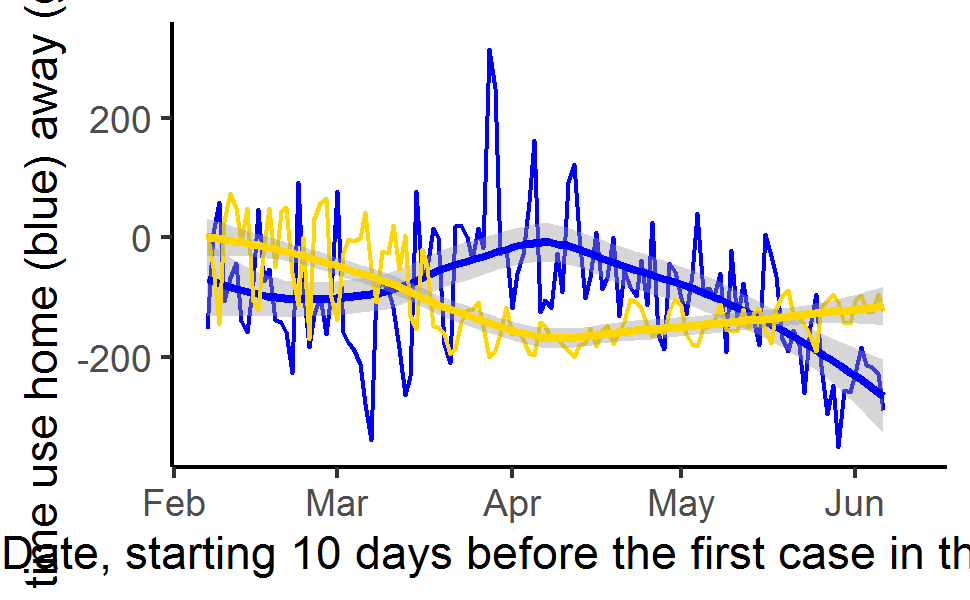 time use home (blue) away (
200
0
-200
Feb Mar Apr May Jun
Date, starting 10 days before the first case in th